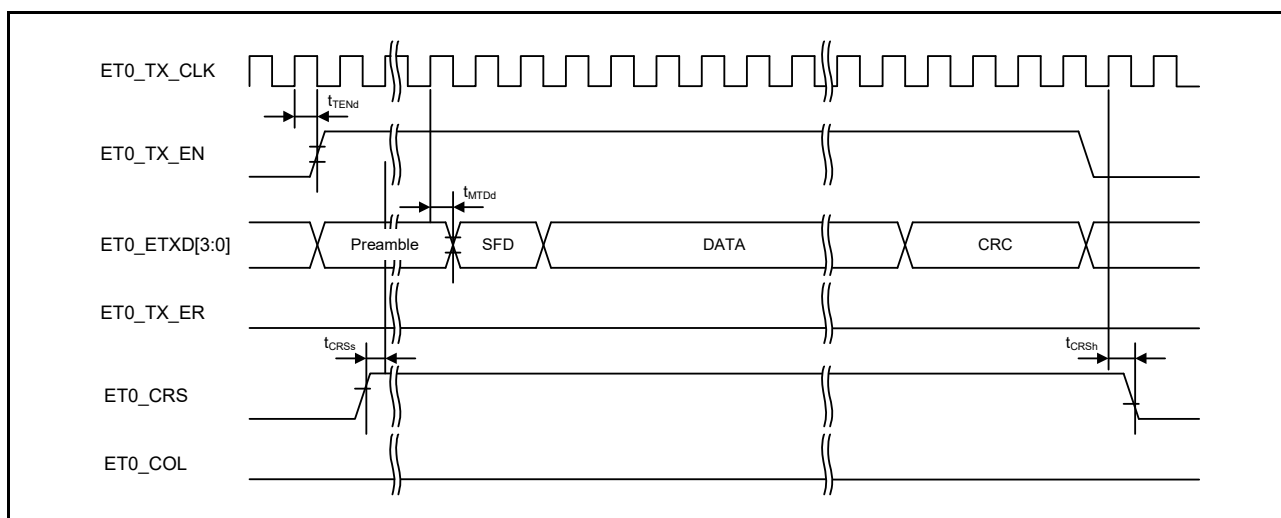 ET0_TX_CLK
tTENd
ET0_TX_EN
tMTDd
ET0_ETXD[3:0] Preamble SFD DATA CRC
ET0_TX_ER
tCRSs tCRSh
ET0_CRS
ET0_COL